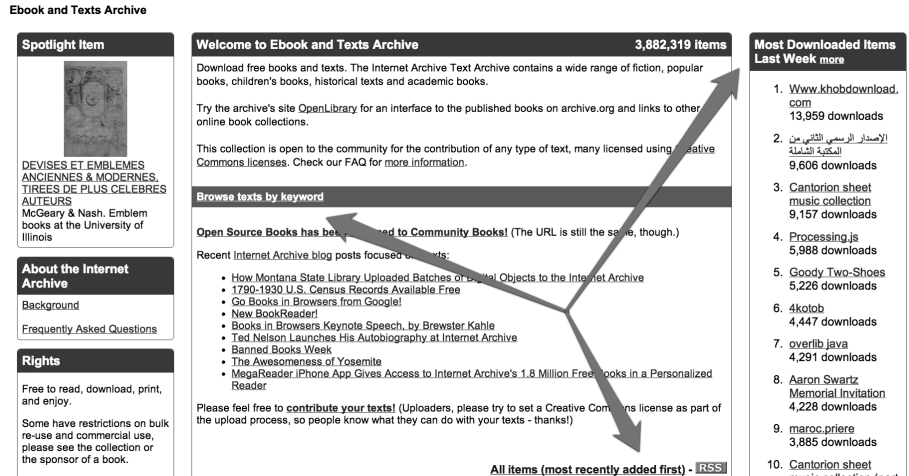 Ebook and Texts Archive
Spotlight Item
DEVISES ET EMBLEMES
ANCIENNES & MODERNES,
TIREES DE PLUS CELEBRES
AUTEURS
McGeary & Nash. Emblem
books at the University of
Illinois
About the Internet
Archive
Background
Frequently Asked Questions
Rights
Free to read, download, print,
and enjoy.
Some have restrictions on bulk
re-use and commercial use,
please see the collection or
the sponsor of a book.
Welcome to Ebook and Texts Archive 3,882,319 items
Download free books and texts. The Internet Archive Text Archive contains a wide range of fiction, popular
books, children's books, historical texts and academic books.
Try the archive's site OpenLibrary for an interface to the published books on archive.org and links to other
online book collections.
This collection is open to the community for the contribution of any type of text, many licensed using Creative
Commons licenses. Check our FAQ for more information.
Browse texts by keyword
Open Source Books has been renamed to Community Books! (The URL is still the same, though.)
Recent Internet Archive blog posts focused on texts:
• How Montana State Library Uploaded Batches of Digital Objects to the Internet Archive
• 1790-1930 U.S. Census Records Available Free
• Go Books in Browsers from Google!
• New BookReader!
• Books in Browsers Keynote Speech, by Brewster Kahle
• Ted Nelson Launches His Autobiography at Internet Archive
• Banned Books Week
• The Awesomeness of Yosemite
• MegaReader iPhone App Gives Access to Internet Archive's 1.8 Million Free Books in a Personalized
Reader
Please feel free to contribute your texts! (Uploaders, please try to set a Creative Commons license as part of
the upload process, so people know what they can do with your texts - thanks!)
All items (most recently added first) - RSS
Most Downloaded Items
Last Week more
1. Www.khobdownload.
com
13,959 downloads
2. الإصدار الرسمي الثاني من
المكتبة الشاملة
9,606 downloads
3. Cantorion sheet
music collection
9,157 downloads
4. Processing.js
5,988 downloads
5. Goody Two-Shoes
5,226 downloads
6. 4kotob
4,447 downloads
7. overlib java
4,291 downloads
8. Aaron Swartz
Memorial Invitation
4,228 downloads
9. maroc.priere
3,885 downloads
10. Cantorion sheet